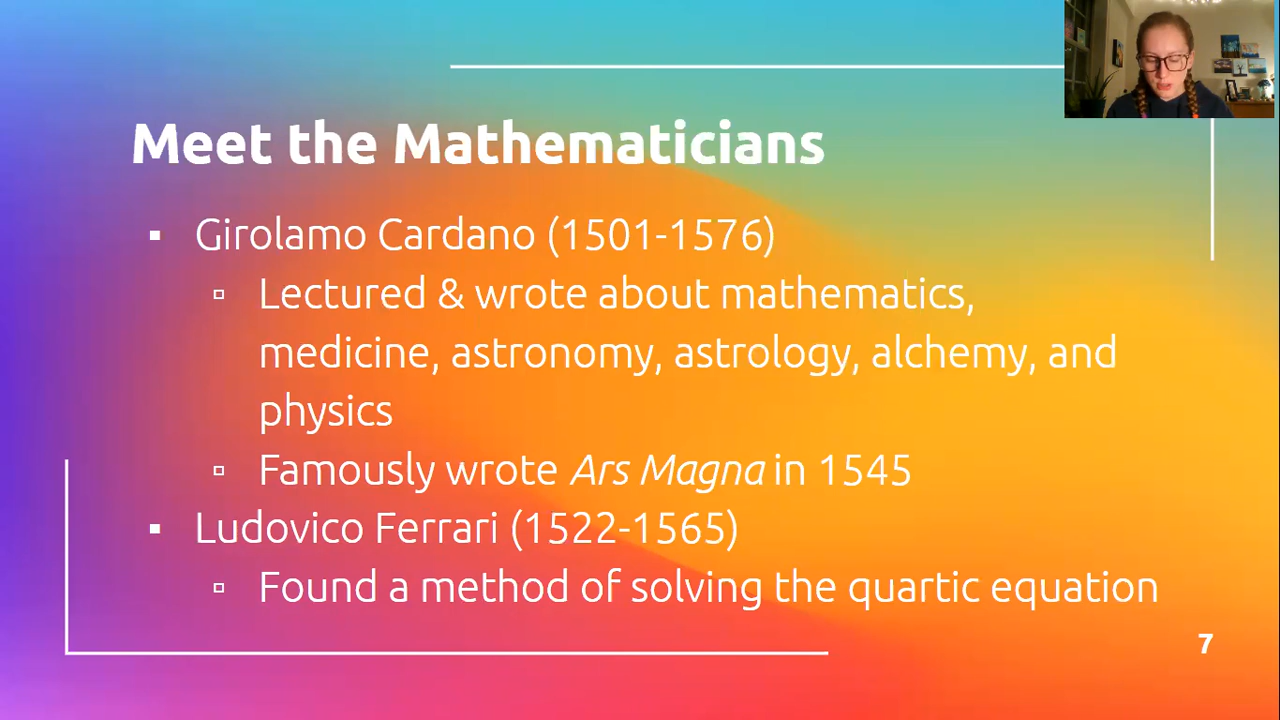 Meet the Mathematicians
▪ Girolamo Cardano (1501-1576)
▫ Lectured & wrote about mathematics,
medicine, astronomy, astrology, alchemy, and
physics
▫ Famously wrote Ars Magna in 1545
▪ Ludovico Ferrari (1522-1565)
▫ Found a method of solving the quartic equation
7